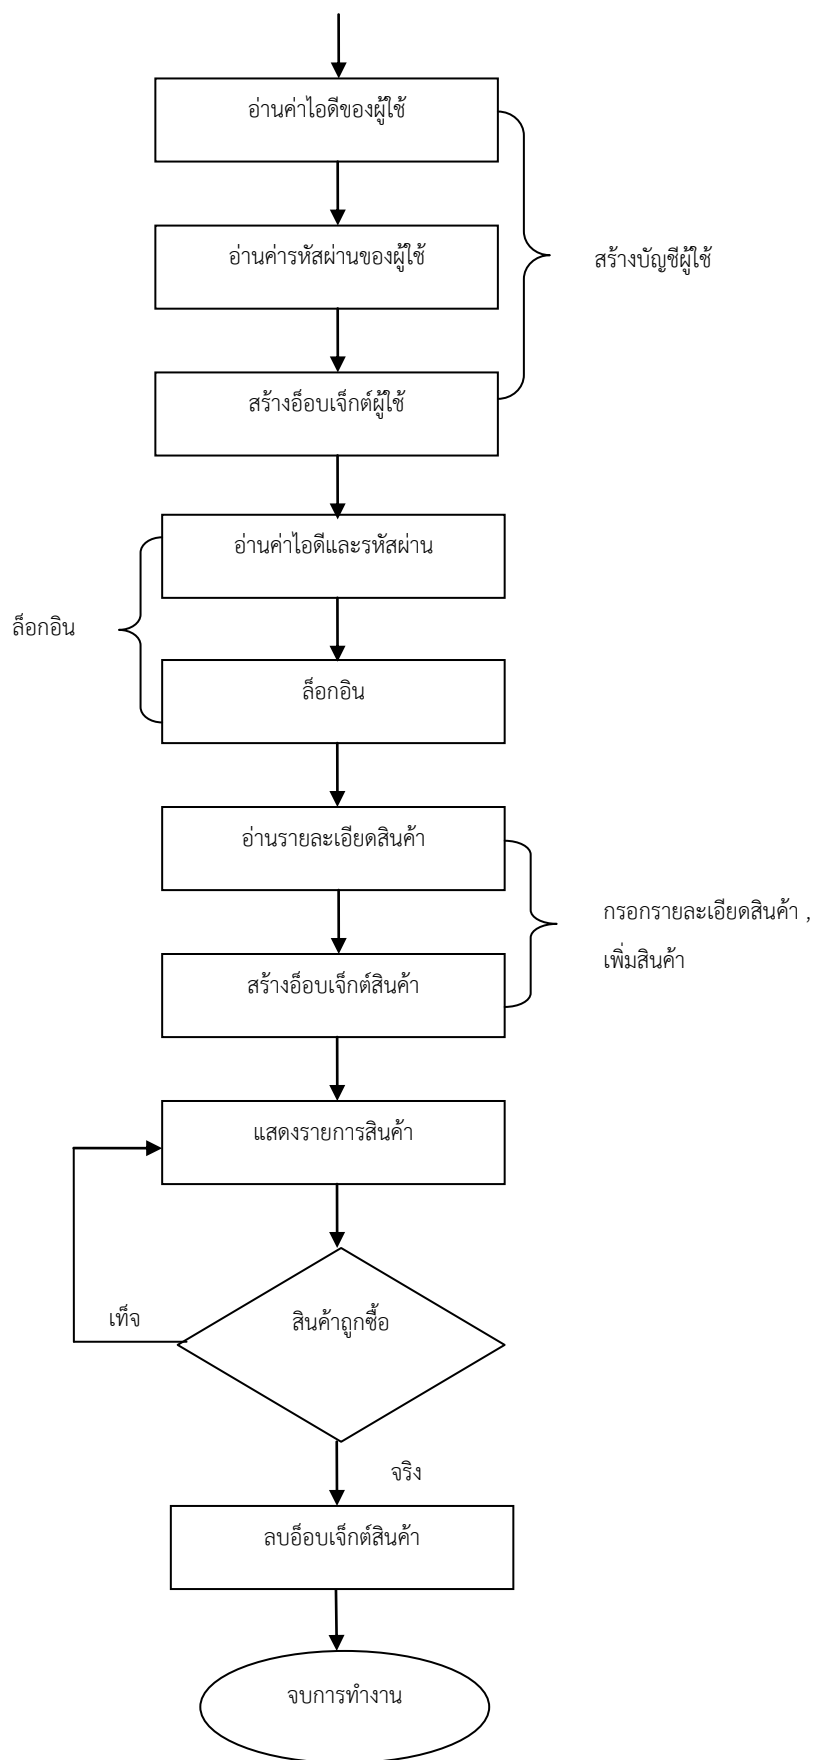 อ่านค่าไอดีของผู้ใช้
อ่านค่ารหัสผ่านของผู้ใช้
สร้างบัญชีผู้ใช้
สร้างอ็อบเจ็กต์ผู้ใช้
อ่านค่าไอดีและรหัสผ่าน
ล็อกอิน
ล็อกอิน
อ่านรายละเอียดสินค้า
กรอกรายละเอียดสินค้า ,
เพิ่มสินค้า
สร้างอ็อบเจ็กต์สินค้า
แสดงรายการสินค้า
เท็จ
สินค้าถูกซื้อ
จริง
ลบอ็อบเจ็กต์สินค้า
จบการทำงาน